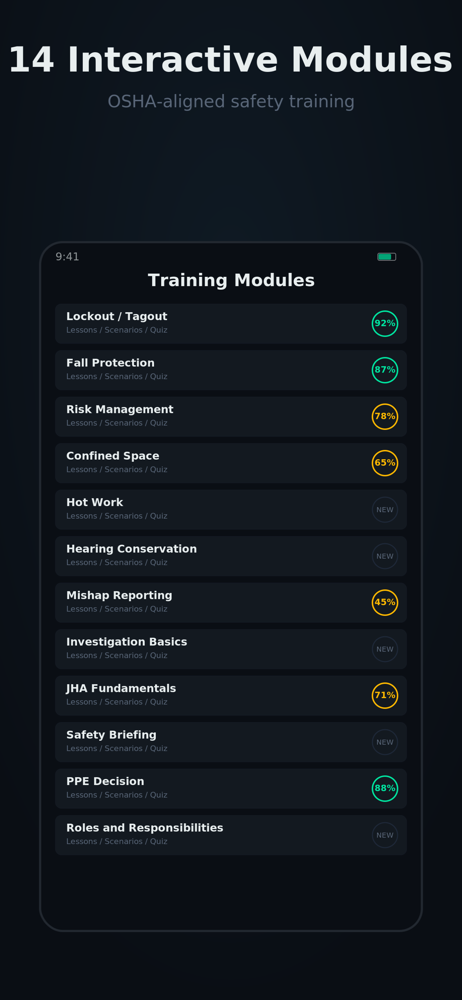 14 Interactive Modules
OSHA-aligned safety training
9:41
Training Modules
Lockout / Tagout
Lessons / Scenarios / Quiz
92%
Fall Protection
Lessons / Scenarios / Quiz
87%
Risk Management
Lessons / Scenarios / Quiz
78%
Confined Space
Lessons / Scenarios / Quiz
65%
Hot Work
Lessons / Scenarios / Quiz
NEW
Hearing Conservation
Lessons / Scenarios / Quiz
NEW
Mishap Reporting
Lessons / Scenarios / Quiz
45%
Investigation Basics
Lessons / Scenarios / Quiz
NEW
JHA Fundamentals
Lessons / Scenarios / Quiz
71%
Safety Briefing
Lessons / Scenarios / Quiz
NEW
PPE Decision
Lessons / Scenarios / Quiz
88%
Roles and Responsibilities
Lessons / Scenarios / Quiz
NEW